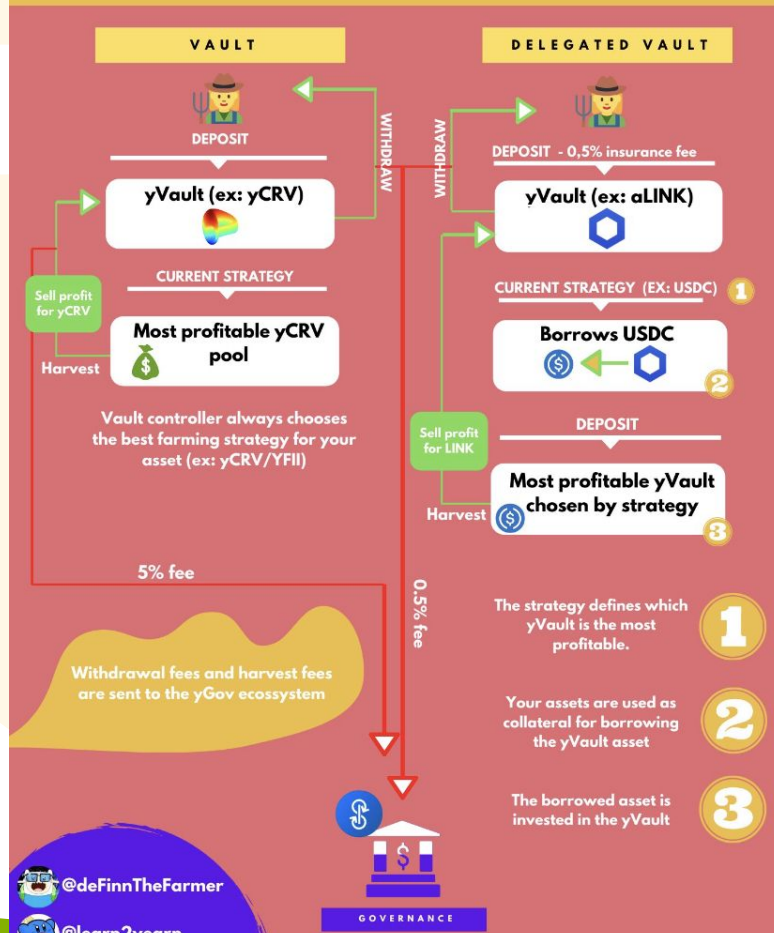 VAULT
DEPOSIT
yVault (ex: yCRV)
CURRENT STRATEGY
Most profitable yCRV
pool
Sell profit
for yCRV
Harvest
WITHDRAW
Vault controller always chooses
the best farming strategy for your
asset (ex: yCRV/YFII)
5% fee
Withdrawal fees and harvest fees
are sent to the yGov ecosystem
DELEGATED VAULT
WITHDRAW
DEPOSIT - 0,5% insurance fee
yVault (ex: aLINK)
CURRENT STRATEGY (EX: USDC)
1
Borrows USDC
2
DEPOSIT
Sell profit
for LINK
Most profitable yVault
chosen by strategy
Harvest
3
0.5% fee
The strategy defines which
yVault is the most
profitable.
1
Your assets are used as
collateral for borrowing
the yVault asset
2
The borrowed asset is
invested in the yVault
3
GOVERNANCE
@deFinnTheFarmer
@learn2yearn